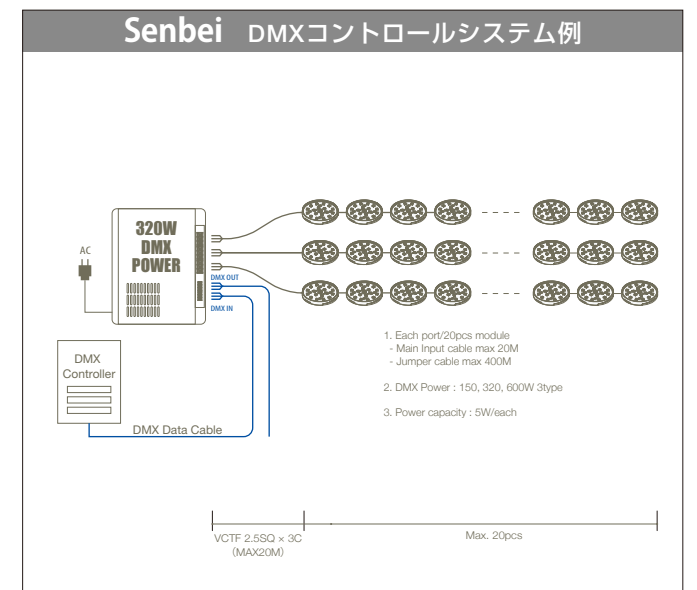 Senbei DMXコントロールシステム例
320W
DMX
POWER
AC
DMX OUT
DMX IN
DMX
Controller
DMX Data Cable
1. Each port/20pcs module
- Main Input cable max 20M
- Jumper cable max 400M
2. DMX Power : 150, 320, 600W 3type
3. Power capacity : 5W/each
VCTF 2.5SQ × 3C
（MAX20M）
Max. 20pcs